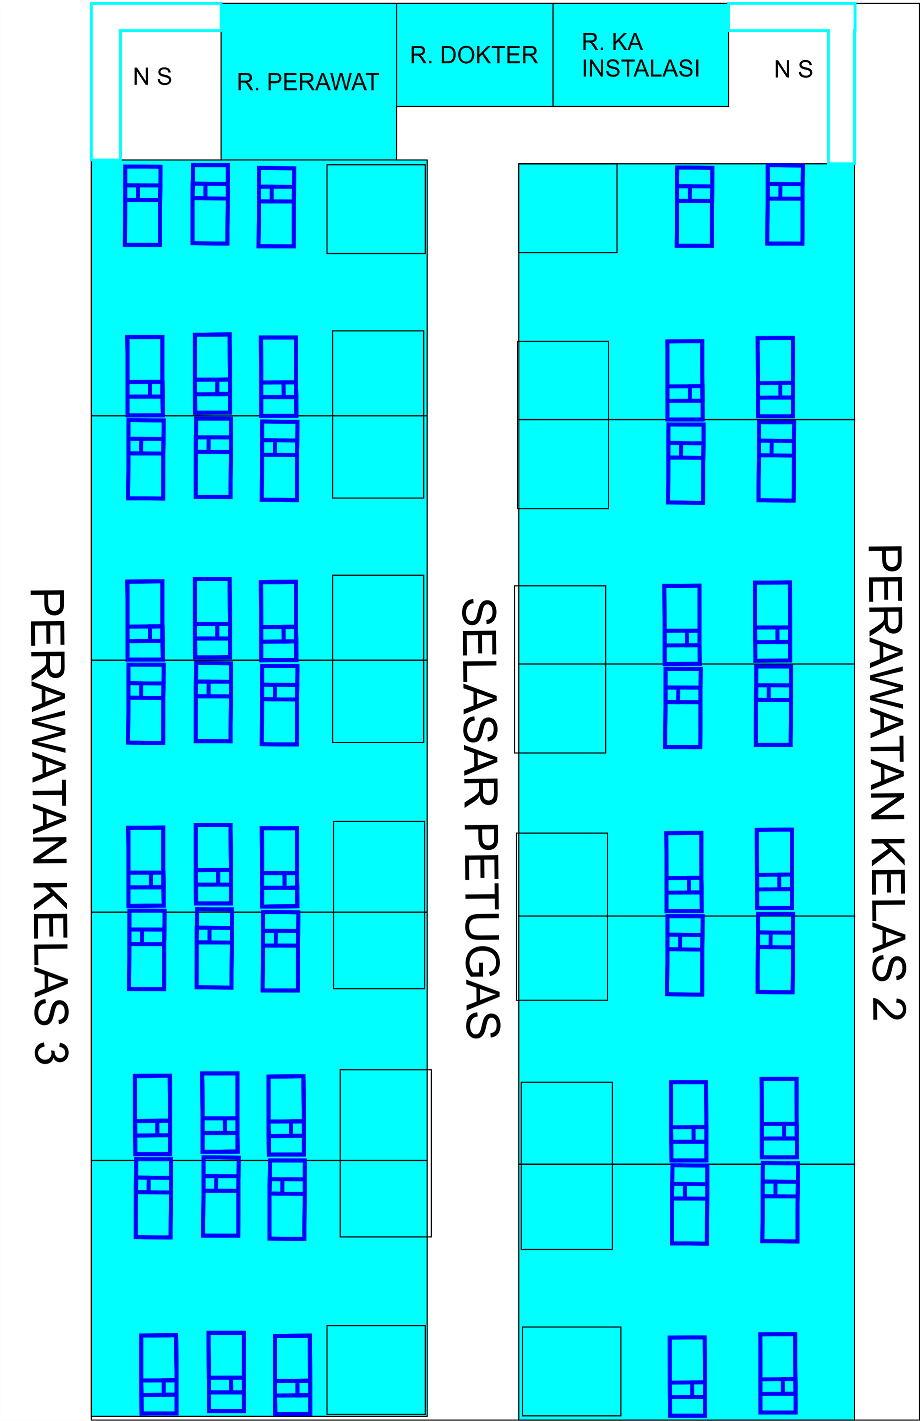 N S
R. PERAWAT
R. DOKTER
R. KA
INSTALASI
N S
PERAWATAN KELAS 3
SELASAR PETUGAS
PERAWATAN KELAS 2